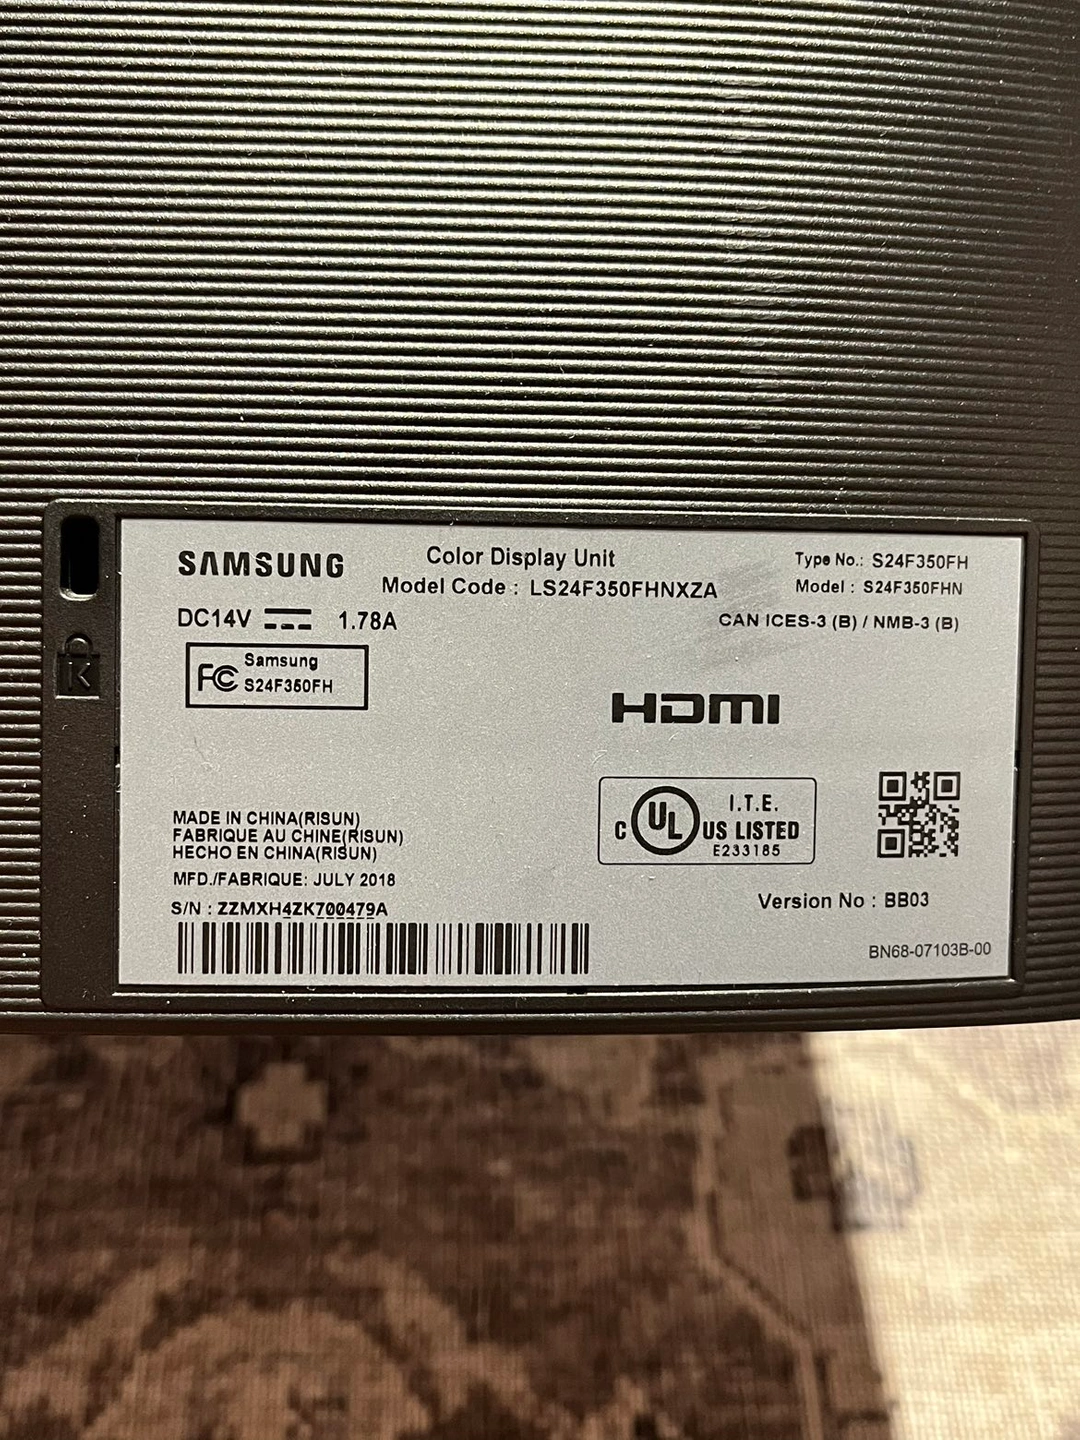 SAMSUNG
Color Display Unit
Model Code : LS24F350FHNXZA
Type No.: S24F350FH
Model : S24F350FHN
DC14V 1.78A
CAN ICES-3 (B) / NMB-3 (B)
FC Samsung
S24F350FH
HDMI
K
MADE IN CHINA(RISUN)
FABRIQUE AU CHINE(RISUN)
HECHO EN CHINA(RISUN)
MFD./FABRIQUE: JULY 2018
S/N : ZZMXH4ZK700479A
I.T.E.
C UL US LISTED
E233185
Version No : BB03
BN68-07103B-00